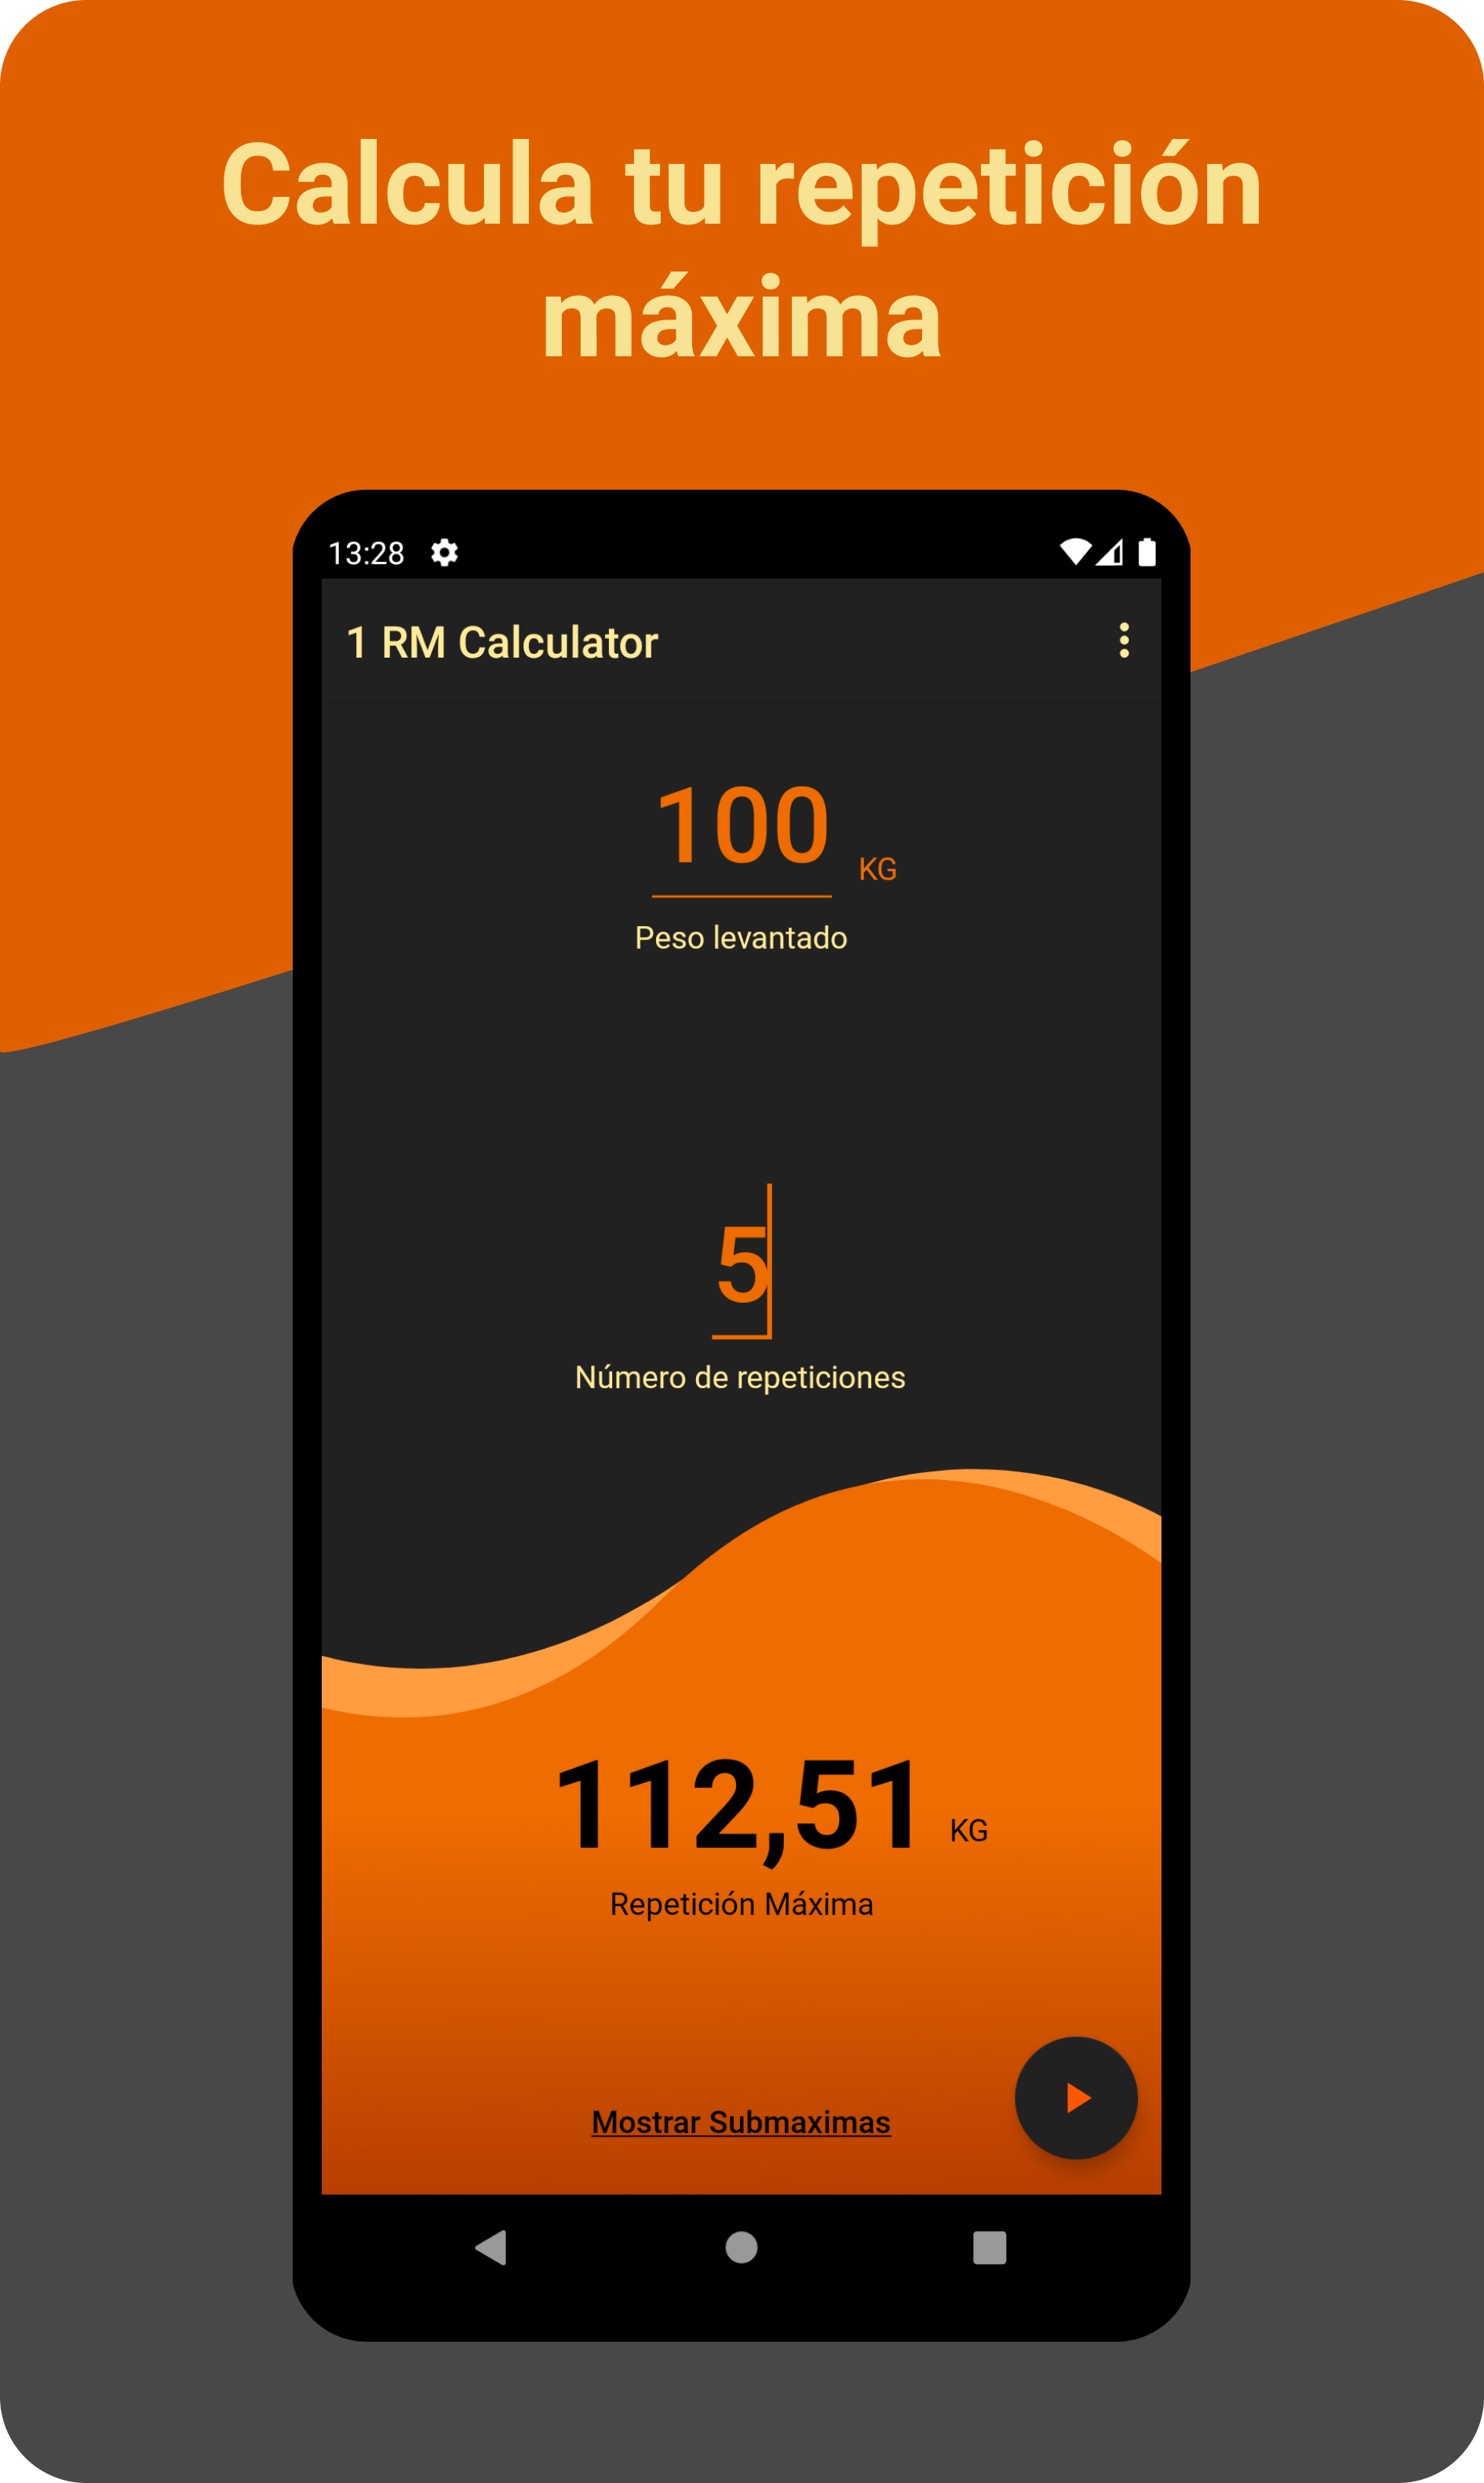 Calcula tu repetición
máxima
13:28
1 RM Calculator
100 KG
Peso levantado
5
Número de repeticiones
112,51 KG
Repetición Máxima
Mostrar Submaximas